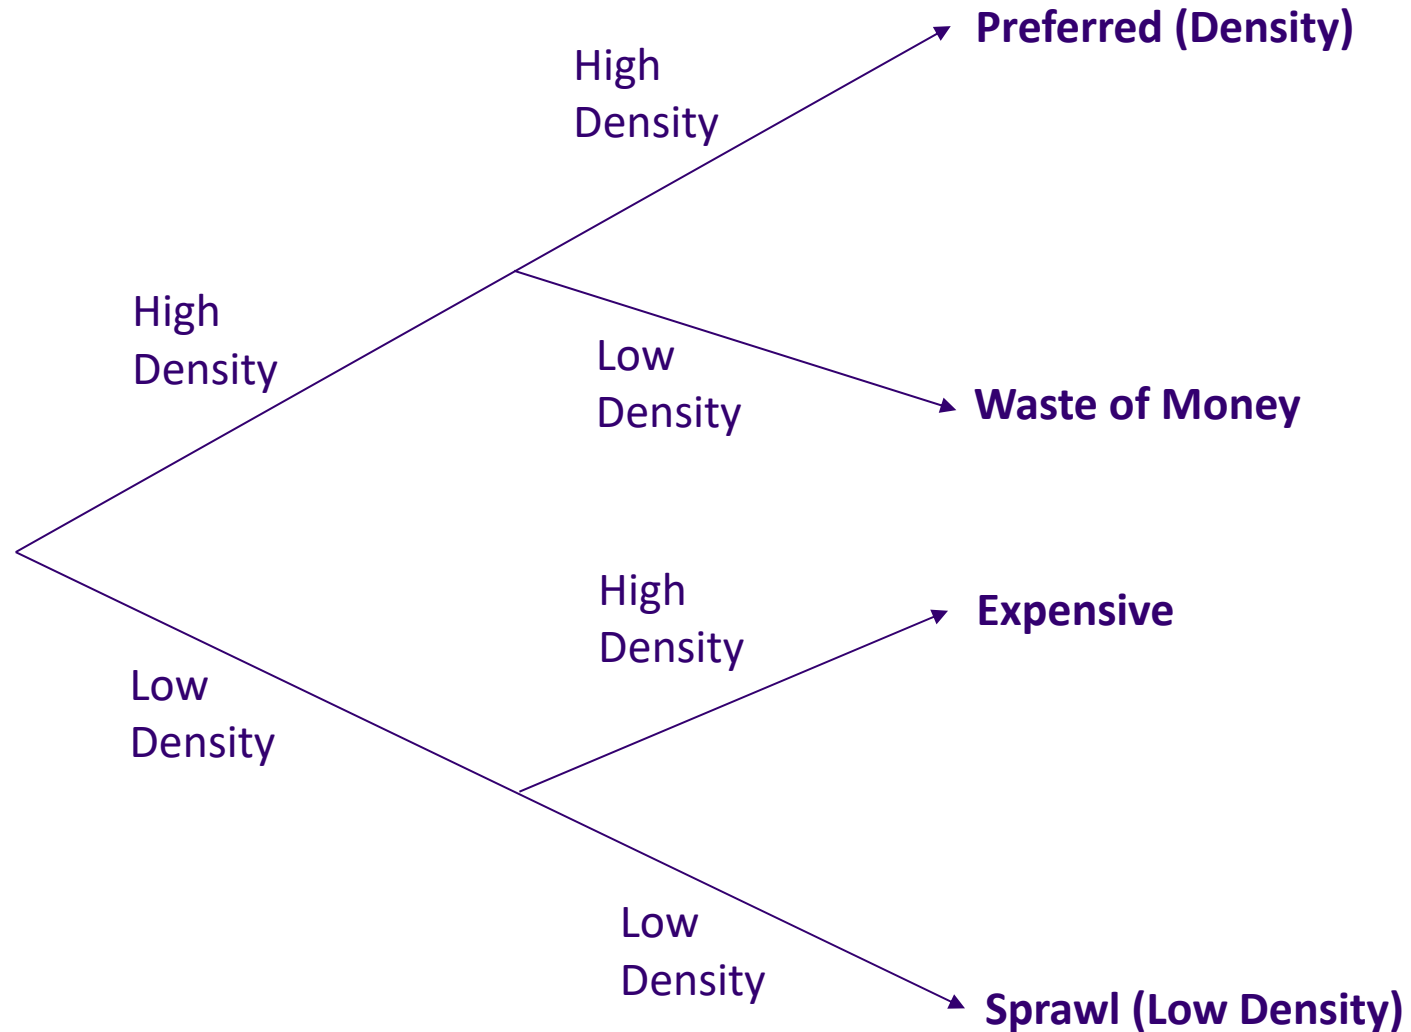 Preferred (Density)
High
Density
High
Density
Low
Density
Waste of Money
High
Density
Expensive
Low
Density
Low
Density
Sprawl (Low Density)